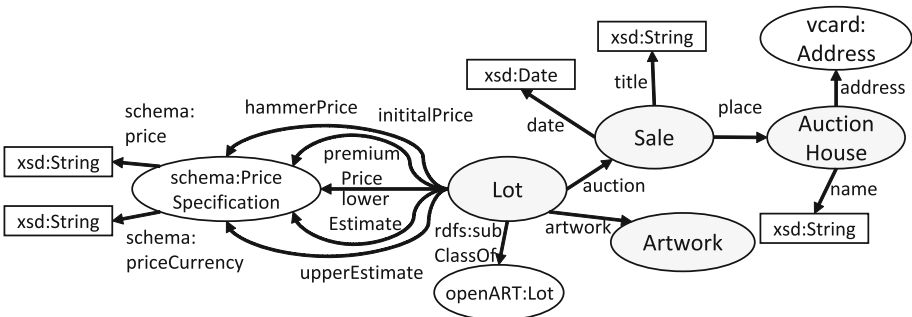 vcard:
Address
xsd:String
xsd:Date
title
address
place
date
Sale
Auction
House
schema:
price
hammerPrice
inititalPrice
xsd:String
premium
Price
lower
Estimate
schema:Price
Specification
Lot
auction
name
xsd:String
xsd:String
schema:
priceCurrency
upperEstimate
rdfs:sub
ClassOf
artwork
Artwork
openART:Lot